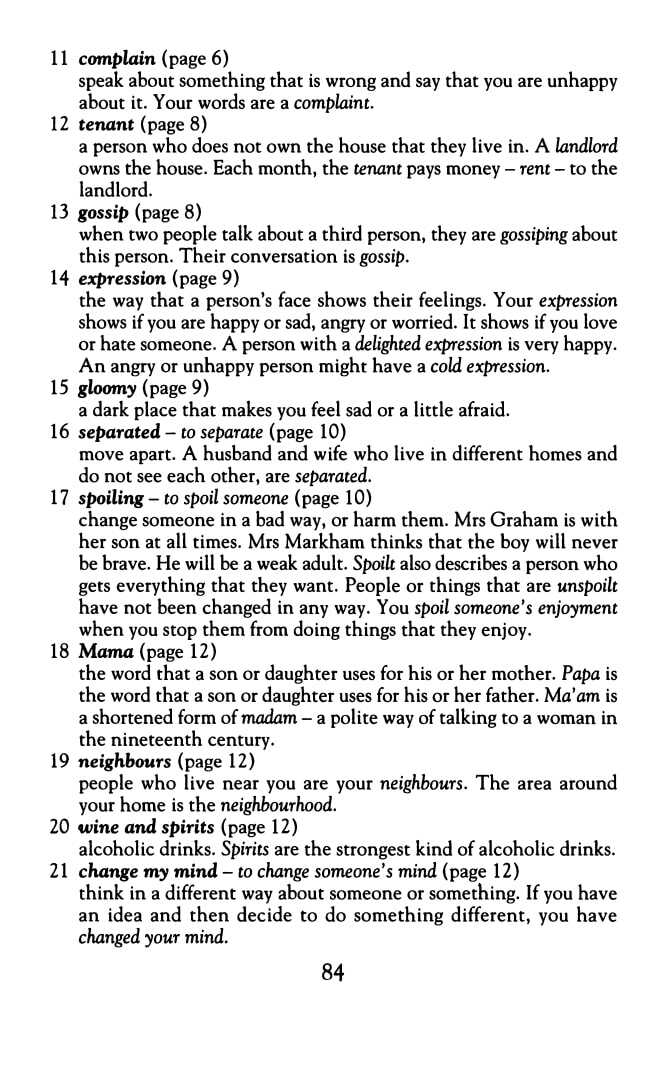 11 complain (page 6)
speak about something that is wrong and say that you are unhappy
about it. Your words are a complaint.
12 tenant (page 8)
a person who does not own the house that they live in. A landlord
owns the house. Each month, the tenant pays money – rent – to the
landlord.
13 gossip (page 8)
when two people talk about a third person, they are gossiping about
this person. Their conversation is gossip.
14 expression (page 9)
the way that a person's face shows their feelings. Your expression
shows if you are happy or sad, angry or worried. It shows if you love
or hate someone. A person with a delighted expression is very happy.
An angry or unhappy person might have a cold expression.
15 gloomy (page 9)
a dark place that makes you feel sad or a little afraid.
16 separated – to separate (page 10)
move apart. A husband and wife who live in different homes and
do not see each other, are separated.
17 spoiling – to spoil someone (page 10)
change someone in a bad way, or harm them. Mrs Graham is with
her son at all times. Mrs Markham thinks that the boy will never
be brave. He will be a weak adult. Spoilt also describes a person who
gets everything that they want. People or things that are unspoilt
have not been changed in any way. You spoil someone's enjoyment
when you stop them from doing things that they enjoy.
18 Mama (page 12)
the word that a son or daughter uses for his or her mother. Papa is
the word that a son or daughter uses for his or her father. Ma'am is
a shortened form of madam – a polite way of talking to a woman in
the nineteenth century.
19 neighbours (page 12)
people who live near you are your neighbours. The area around
your home is the neighbourhood.
20 wine and spirits (page 12)
alcoholic drinks. Spirits are the strongest kind of alcoholic drinks.
21 change my mind – to change someone's mind (page 12)
think in a different way about someone or something. If you have
an idea and then decide to do something different, you have
changed your mind.
84